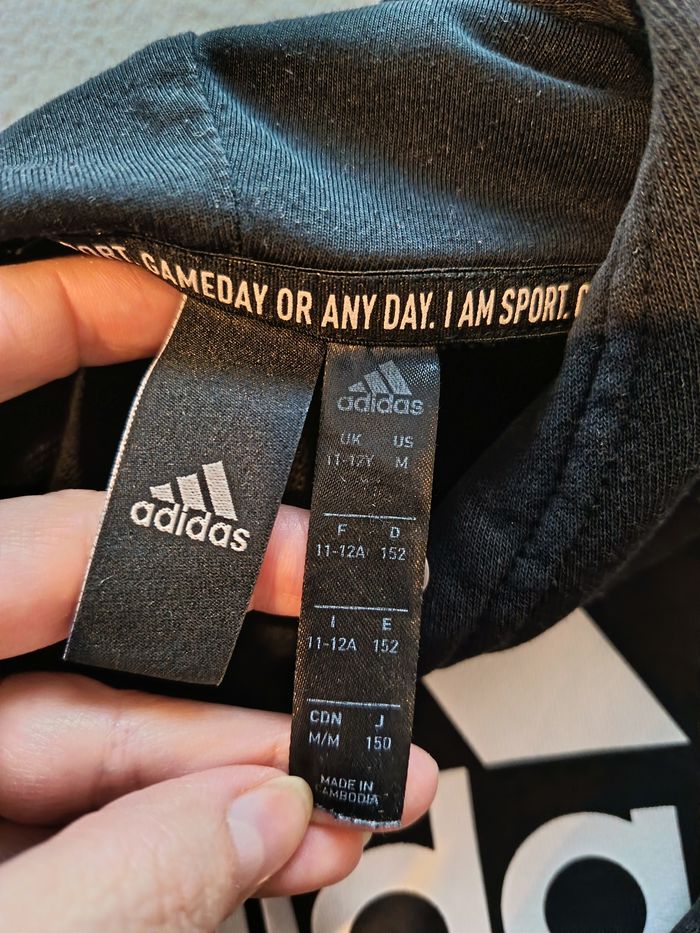 PORT. GAMEDAY OR ANY DAY. I AM SPORT.
adidas
adidas
UK US
11-12Y M
F D
11-12A 152
I E
11-12A 152
CDN J
M/M 150
MADE IN
CAMBODIA